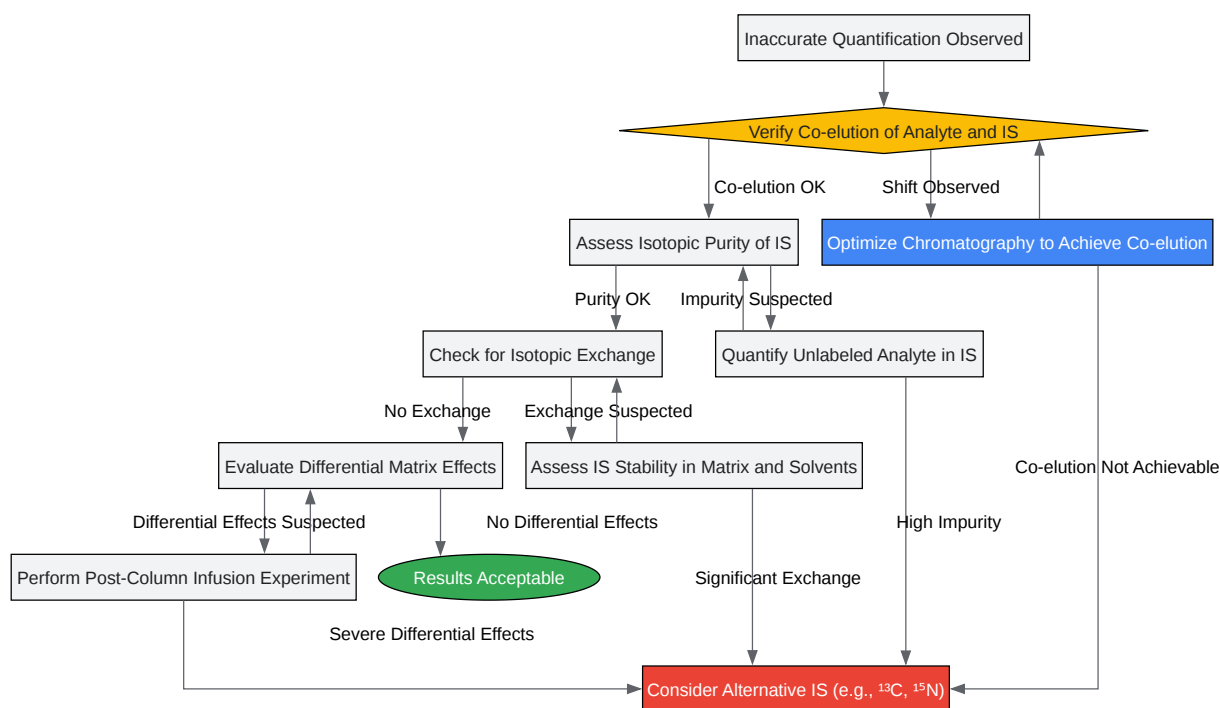 Inaccurate Quantification Observed
Verify Co-elution of Analyte and IS
Co-elution OK
Shift Observed
Assess Isotopic Purity of IS
Optimize Chromatography to Achieve Co-elution
Purity OK
Impurity Suspected
Check for Isotopic Exchange
Quantify Unlabeled Analyte in IS
No Exchange
Exchange Suspected
Evaluate Differential Matrix Effects
Assess IS Stability in Matrix and Solvents
Co-elution Not Achievable
Differential Effects Suspected
No Differential Effects
High Impurity
Perform Post-Column Infusion Experiment
Results Acceptable
Significant Exchange
Severe Differential Effects
Consider Alternative IS (e.g., ¹³C, ¹⁵N)